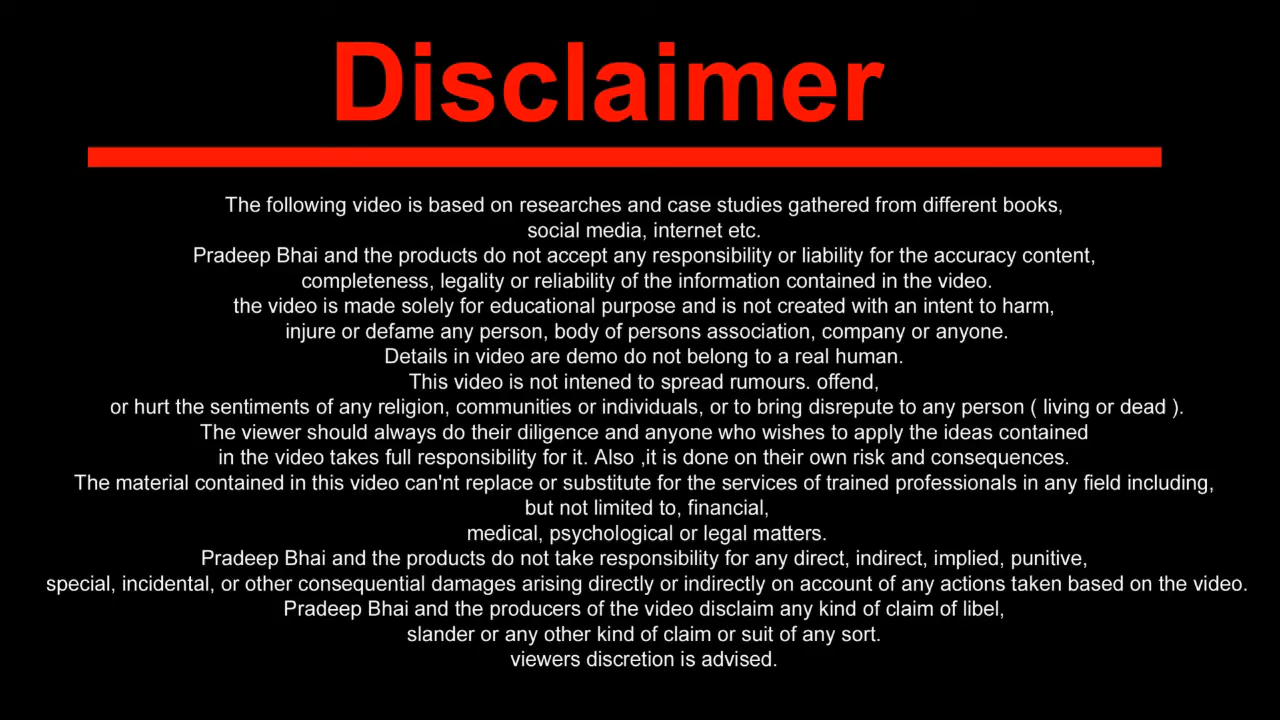 Disclaimer
The following video is based on researches and case studies gathered from different books,
social media, internet etc.
Pradeep Bhai and the products do not accept any responsibility or liability for the accuracy content,
completeness, legality or reliability of the information contained in the video.
the video is made solely for educational purpose and is not created with an intent to harm,
injure or defame any person, body of persons association, company or anyone.
Details in video are demo do not belong to a real human.
This video is not intened to spread rumours. offend,
or hurt the sentiments of any religion, communities or individuals, or to bring disrepute to any person ( living or dead ).
The viewer should always do their diligence and anyone who wishes to apply the ideas contained
in the video takes full responsibility for it. Also ,it is done on their own risk and consequences.
The material contained in this video can'nt replace or substitute for the services of trained professionals in any field including,
but not limited to, financial,
medical, psychological or legal matters.
Pradeep Bhai and the products do not take responsibility for any direct, indirect, implied, punitive,
special, incidental, or other consequential damages arising directly or indirectly on account of any actions taken based on the video.
Pradeep Bhai and the producers of the video disclaim any kind of claim of libel,
slander or any other kind of claim or suit of any sort.
viewers discretion is advised.